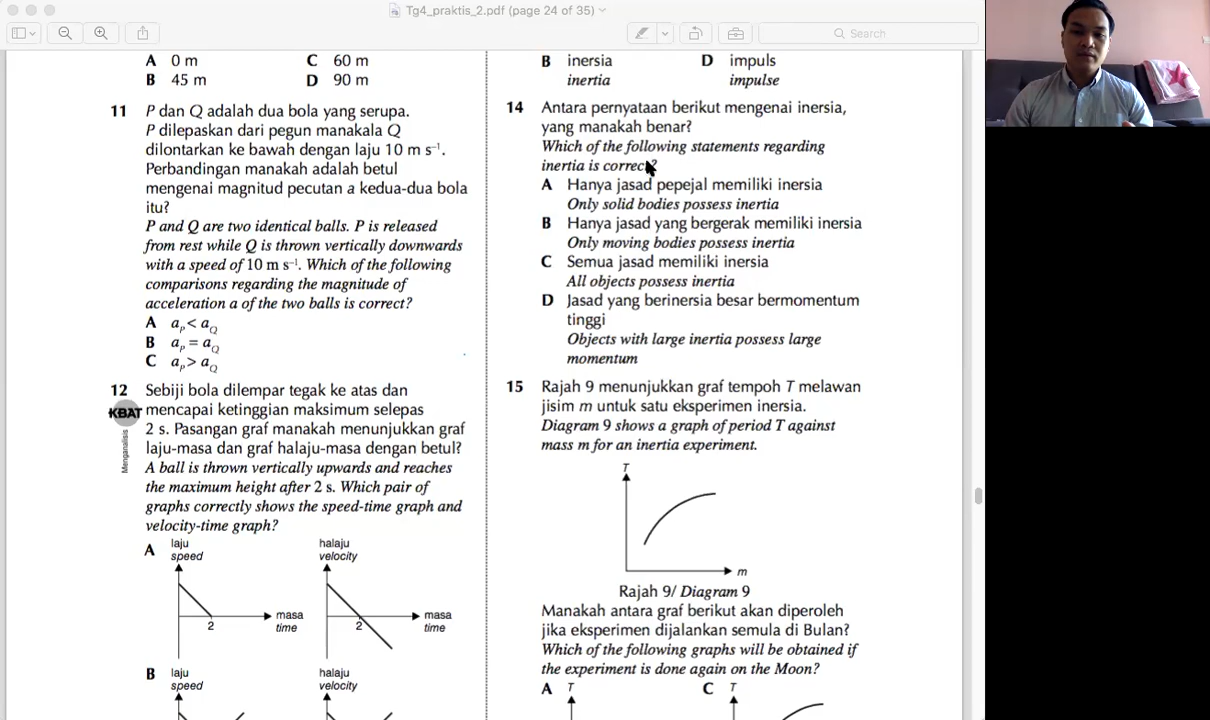 Tg4_praktis_2.pdf (page 24 of 35)
Search
A 0 m
C 60 m
B 45 m
D 90 m
11 P dan Q adalah dua bola yang serupa.
P dilepaskan dari pegun manakala Q
dilontarkan ke bawah dengan laju 10 m s⁻¹.
Perbandingan manakah adalah betul
mengenai magnitud pecutan a kedua-dua bola
itu?
P and Q are two identical balls. P is released
from rest while Q is thrown vertically downwards
with a speed of 10 m s⁻¹. Which of the following
comparisons regarding the magnitude of
acceleration a of the two balls is correct?
A aP < aQ
B aP = aQ
C aP > aQ
12 Sebiji bola dilempar tegak ke atas dan
KBAT mencapai ketinggian maksimum selepas
Menganalisis
2 s. Pasangan graf manakah menunjukkan graf
laju-masa dan graf halaju-masa dengan betul?
A ball is thrown vertically upwards and reaches
the maximum height after 2 s. Which pair of
graphs correctly shows the speed-time graph and
velocity-time graph?
A
laju
speed
masa
time
2
halaju
velocity
masa
time
2
B
laju
speed
halaju
velocity
B inersia
inertia
D impuls
impulse
14 Antara pernyataan berikut mengenai inersia,
yang manakah benar?
Which of the following statements regarding
inertia is correct?
A Hanya jasad pepejal memiliki inersia
Only solid bodies possess inertia
B Hanya jasad yang bergerak memiliki inersia
Only moving bodies possess inertia
C Semua jasad memiliki inersia
All objects possess inertia
D Jasad yang berinersia besar bermomentum
tinggi
Objects with large inertia possess large
momentum
15 Rajah 9 menunjukkan graf tempoh T melawan
jisim m untuk satu eksperimen inersia.
Diagram 9 shows a graph of period T against
mass m for an inertia experiment.
T
m
Rajah 9/ Diagram 9
Manakah antara graf berikut akan diperoleh
jika eksperimen dijalankan semula di Bulan?
Which of the following graphs will be obtained if
the experiment is done again on the Moon?
A T
C T